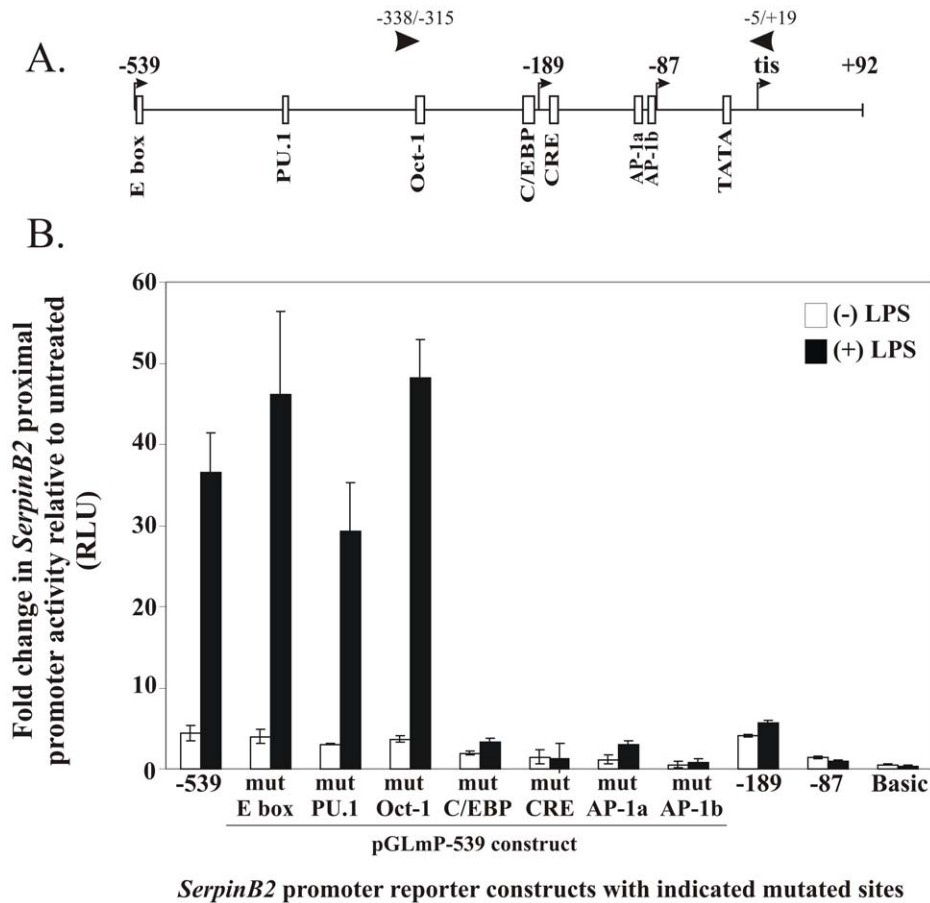 -338/-315
-5/+19
A.
-539
-189
-87
tis
+92
E box
PU.1
Oct-1
C/EBP
CRE
AP-1a
AP-1b
TATA
B.
Fold change in SerpinB2 proximal
promoter activity relative to untreated
(RLU)
60
50
40
30
20
10
0
(-) LPS
(+) LPS
-539
mut
E box
mut
PU.1
mut
Oct-1
mut
C/EBP
mut
CRE
mut
AP-1a
mut
AP-1b
-189
-87
Basic
pGLmP-539 construct
SerpinB2 promoter reporter constructs with indicated mutated sites